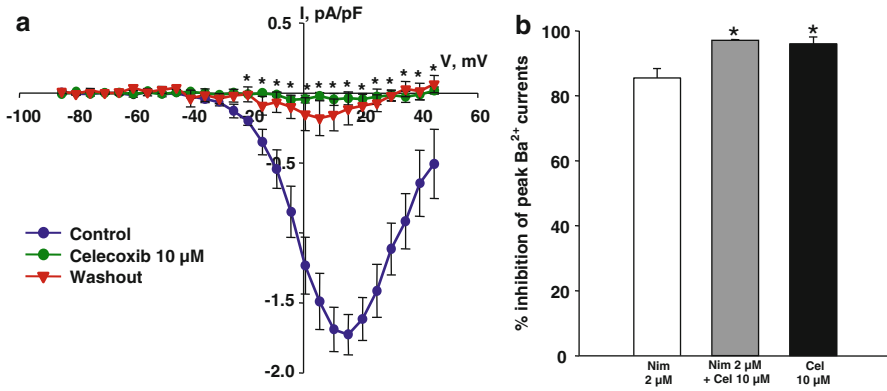 a
I, pA/pF
0.5
V, mV
* * * * * * * * * * * * * *
-100 -80 -60 -40 -20 20 40 60
-0.5
-1.5
-2.0
Control
Celecoxib 10 µM
Washout
b
% inhibition of peak Ba²⁺ currents
100
80
60
40
20
0
* *
Nim
2 µM
Nim 2 µM
+ Cel 10 µM
Cel
10 µM